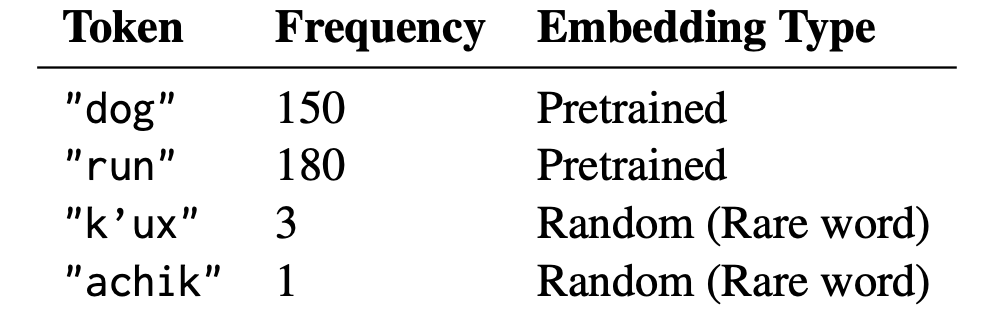 Token Frequency Embedding Type
"dog" 150 Pretrained
"run" 180 Pretrained
"k’ux" 3 Random (Rare word)
"achik" 1 Random (Rare word)